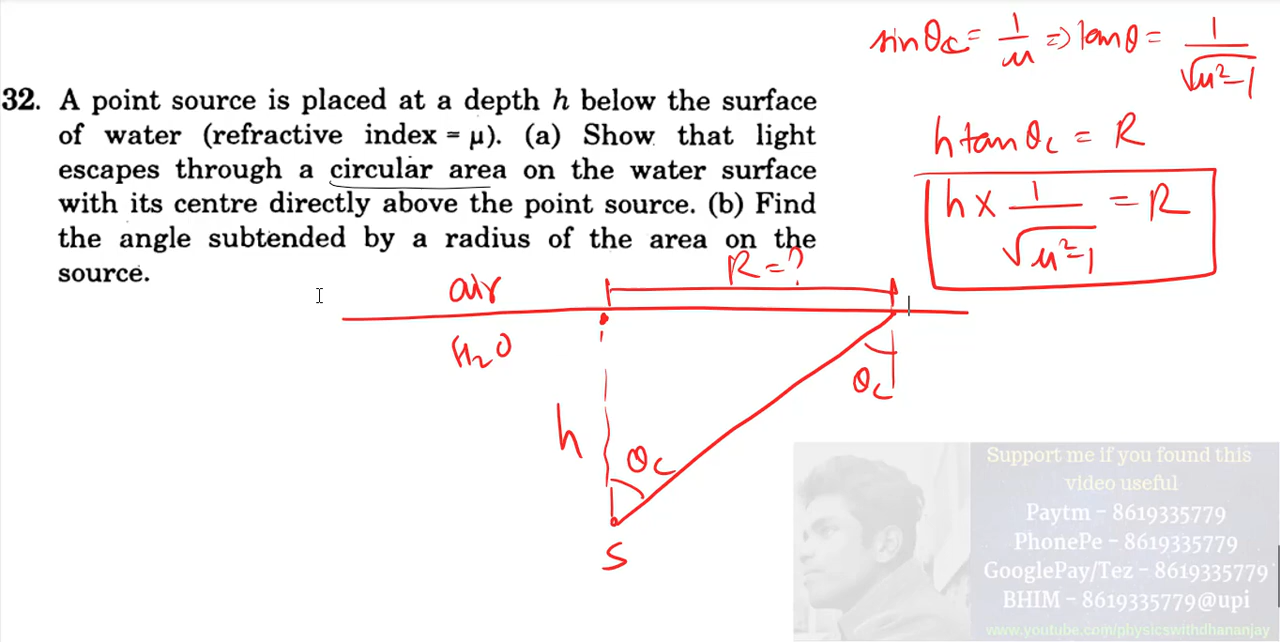 sinθc = 1/μ ⇒ tanθ = 1/√μ²-1
32. A point source is placed at a depth h below the surface
of water (refractive index = μ). (a) Show that light
escapes through a circular area on the water surface
with its centre directly above the point source. (b) Find
the angle subtended by a radius of the area on the
source.
h tan θc = R
h × 1/√μ²-1 = R
R = ?
air
H₂O
θc
h
θc
S
Support me if you found this
video useful
Paytm - 8619335779
PhonePe - 8619335779
GooglePay/Tez - 8619335779
BHIM - 8619335779@upi
www.youtube.com/physicswithdhananjay